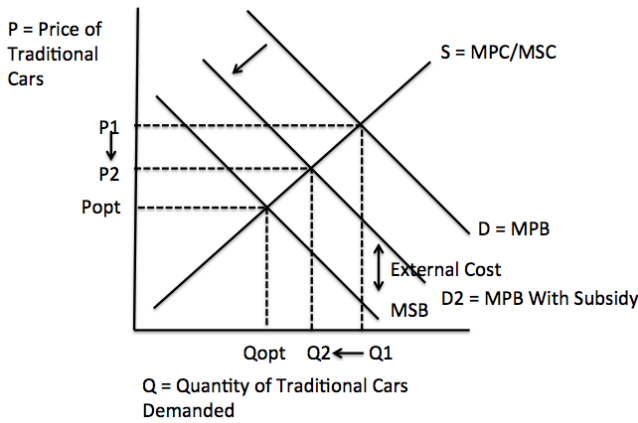 P = Price of
Traditional
Cars
S = MPC/MSC
P1
P2
Popt
D = MPB
External Cost
D2 = MPB With Subsidy
MSB
Qopt Q2 Q1
Q = Quantity of Traditional Cars
Demanded